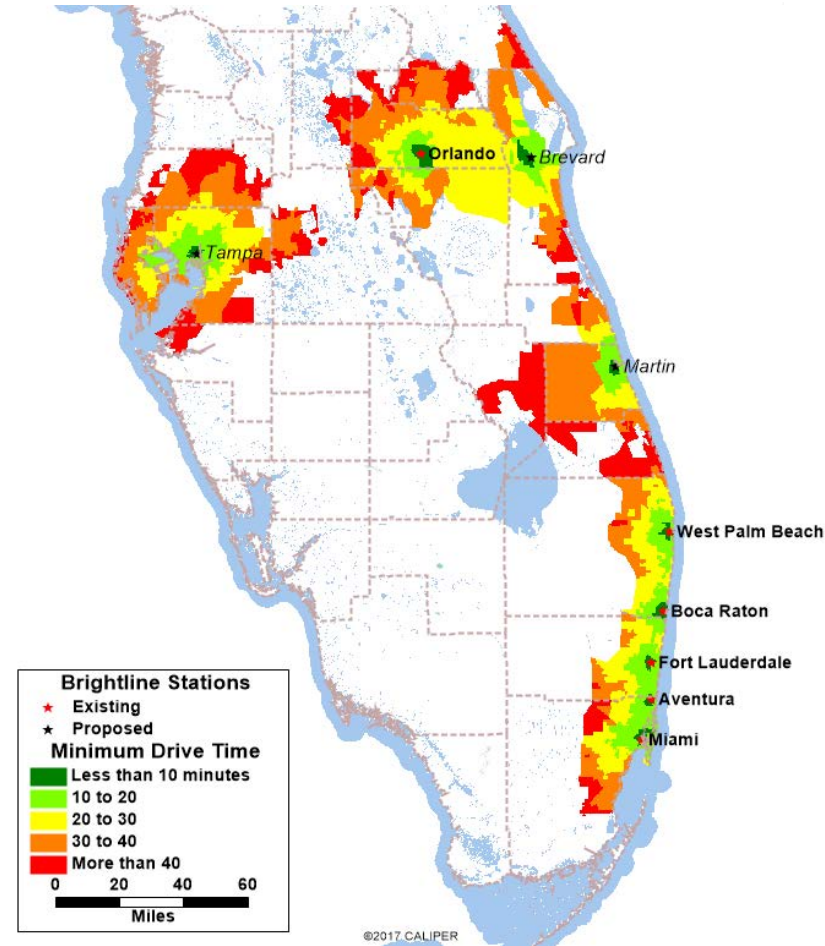 Orlando
Brevard
Tampa
Martin
West Palm Beach
Boca Raton
Fort Lauderdale
Aventura
Miami
Brightline Stations
Existing
Proposed
Minimum Drive Time
Less than 10 minutes
10 to 20
20 to 30
30 to 40
More than 40
0 20 40 60
Miles
©2017 CALIPER